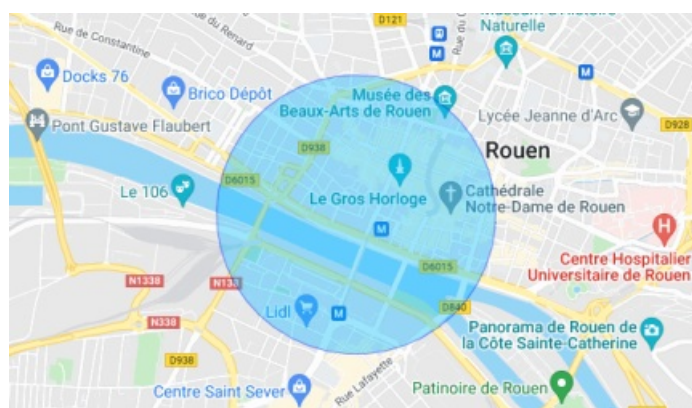 D121
Muséum d'Histoire
Naturelle
Rue du Renard
Rue de Constantine
Docks 76
Brico Dépôt
Musée des
Beaux-Arts de Rouen
Lycée Jeanne d'Arc
D928
Pont Gustave Flaubert
D938
Rouen
D6015
Le 106
Le Gros Horloge
Cathédrale
Notre-Dame de Rouen
M
H
Centre Hospitalier
Universitaire de Rouen
D6015
N1338
N338
D840
Lidl
M
N338
Panorama de Rouen de
la Côte Sainte-Catherine
D938
Centre Saint Sever
Rue Lafayette
Patinoire de Rouen